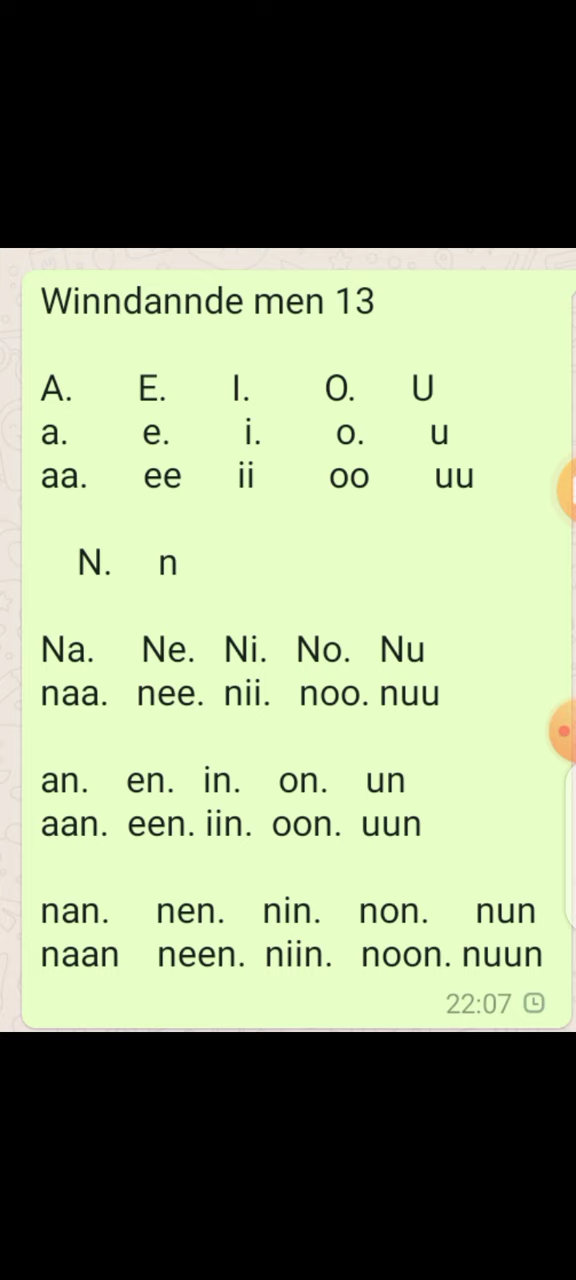 Winndannde men 13
A. E. I. O. U
a. e. i. o. u
aa. ee ii oo uu
N. n
Na. Ne. Ni. No. Nu
naa. nee. nii. noo. nuu
an. en. in. on. un
aan. een. iin. oon. uun
nan. nen. nin. non. nun
naan neen. niin. noon. nuun
22:07